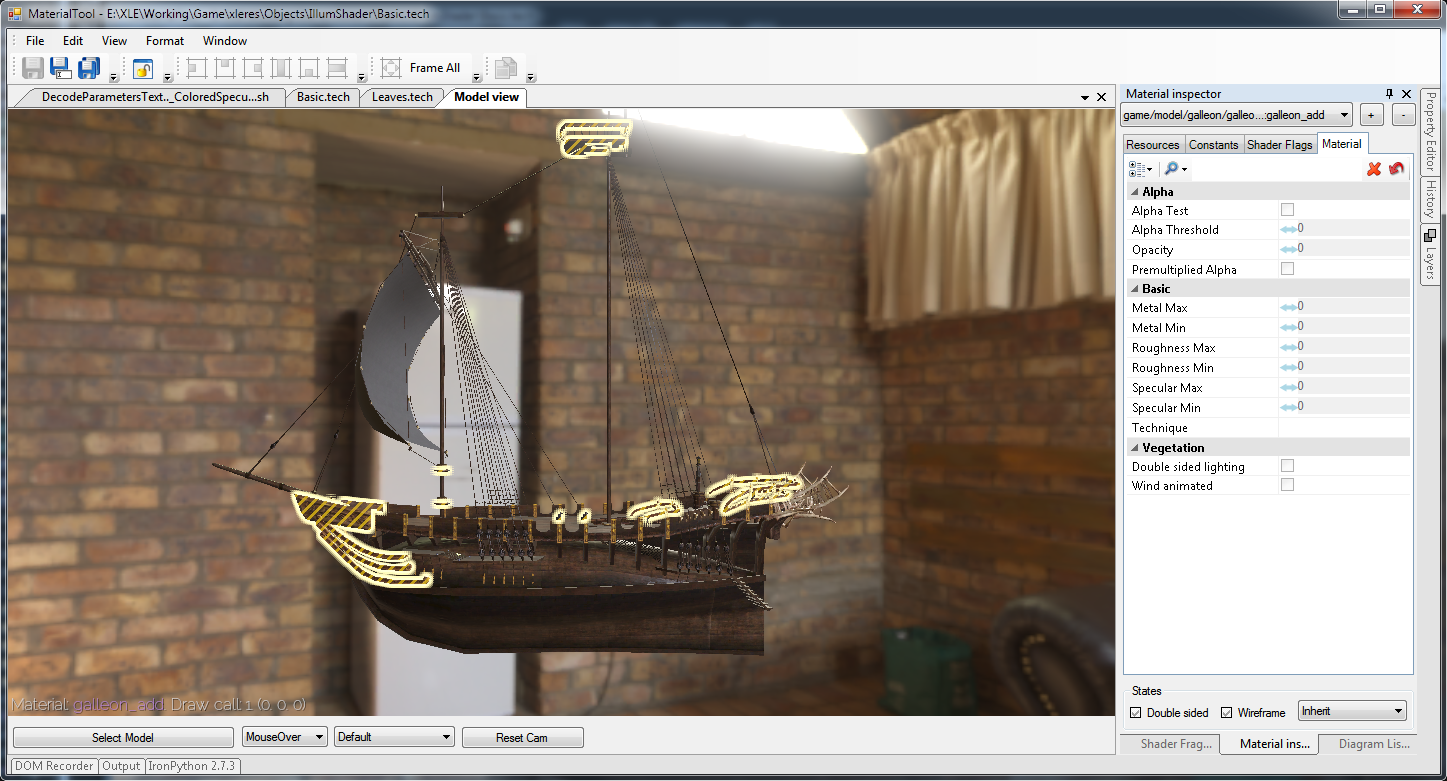 MaterialTool - E:\XLE\Working\Game\xleres\Objects\IllumShader\Basic.tech
File Edit View Format Window
Frame All
DecodeParametersText.._ColoredSpecu...sh Basic.tech Leaves.tech Model view
Material inspector
game/model/galleon/galleo...:galleon_add + -
Resources Constants Shader Flags Material
Alpha
Alpha Test
Alpha Threshold 0
Opacity 0
Premultiplied Alpha
Basic
Metal Max 0
Metal Min 0
Roughness Max 0
Roughness Min 0
Specular Max 0
Specular Min 0
Technique
Vegetation
Double sided lighting
Wind animated
Property Editor
History
Layers
Material: galleon_add. Draw call: 1 (0, 0, 0)
States
Double sided Wireframe Inherit
Select Model MouseOver Default Reset Cam
Shader Frag... Material ins... Diagram Lis...
DOM Recorder Output IronPython 2.7.3